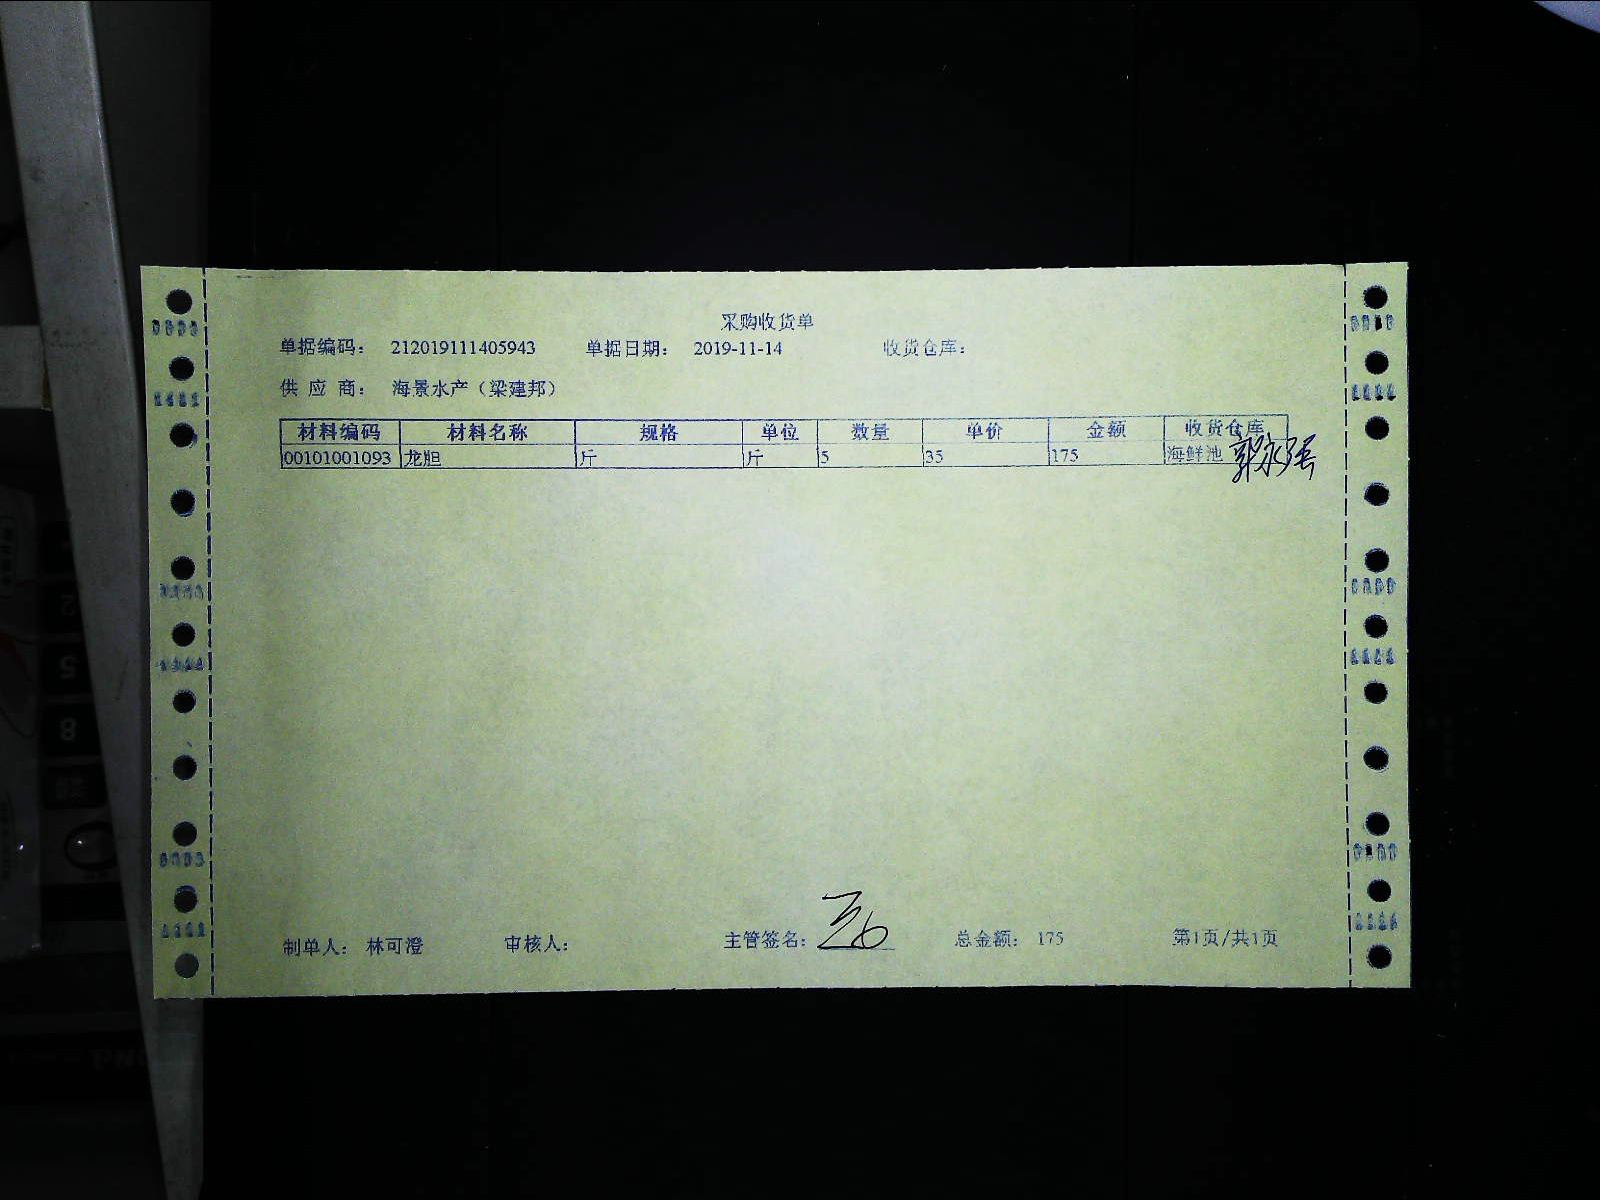 采购收货单
单据编码： 212019111405943 单据日期： 2019-11-14 收货仓库：
供 应 商： 海景水产（梁建邦）
材料编码 材料名称 规格 单位 数量 单价 金额 收货仓库
00101001093 龙胆 斤 斤 5 35 175 海鲜池 郭永强
制单人： 林可澄 审核人： 主管签名： 总金额： 175 第1页/共1页